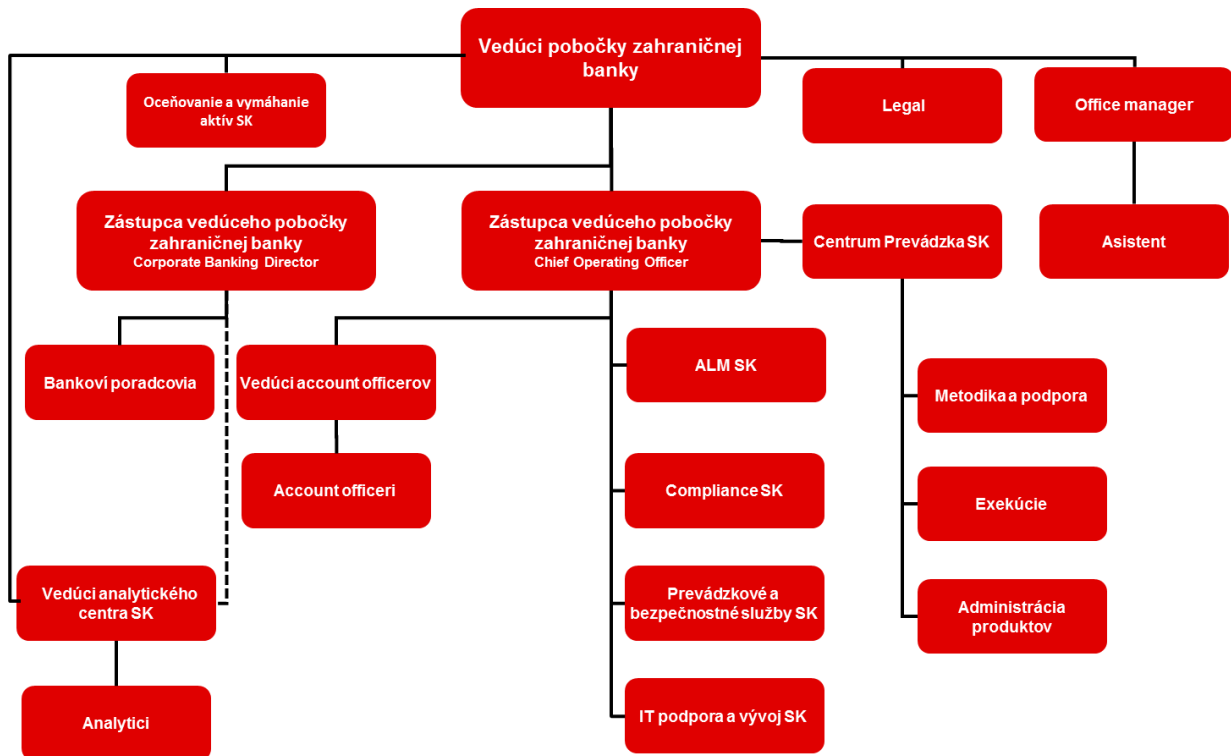 Vedúci pobočky zahraničnej
banky
Oceňovanie a vymáhanie
aktív SK
Legal
Office manager
Zástupca vedúceho pobočky
zahraničnej banky
Corporate Banking Director
Zástupca vedúceho pobočky
zahraničnej banky
Chief Operating Officer
Centrum Prevádzka SK
Asistent
Bankoví poradcovia
Vedúci account officerov
ALM SK
Metodika a podpora
Account officeri
Compliance SK
Exekúcie
Vedúci analytického
centra SK
Prevádzkové a
bezpečnostné služby SK
Administrácia
produktov
Analytici
IT podpora a vývoj SK